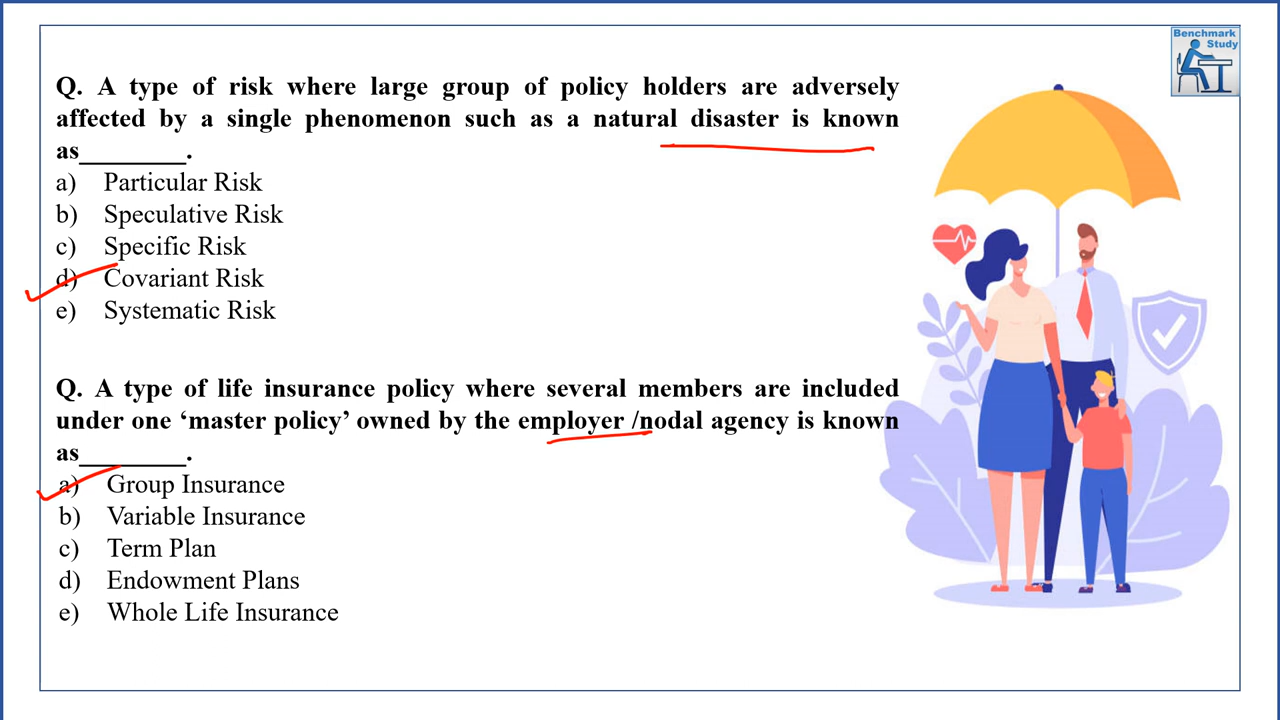 Benchmark
Study
Q. A type of risk where large group of policy holders are adversely
affected by a single phenomenon such as a natural disaster is known
as________.
a) Particular Risk
b) Speculative Risk
c) Specific Risk
d) Covariant Risk
e) Systematic Risk
Q. A type of life insurance policy where several members are included
under one ‘master policy’ owned by the employer /nodal agency is known
as________.
a) Group Insurance
b) Variable Insurance
c) Term Plan
d) Endowment Plans
e) Whole Life Insurance